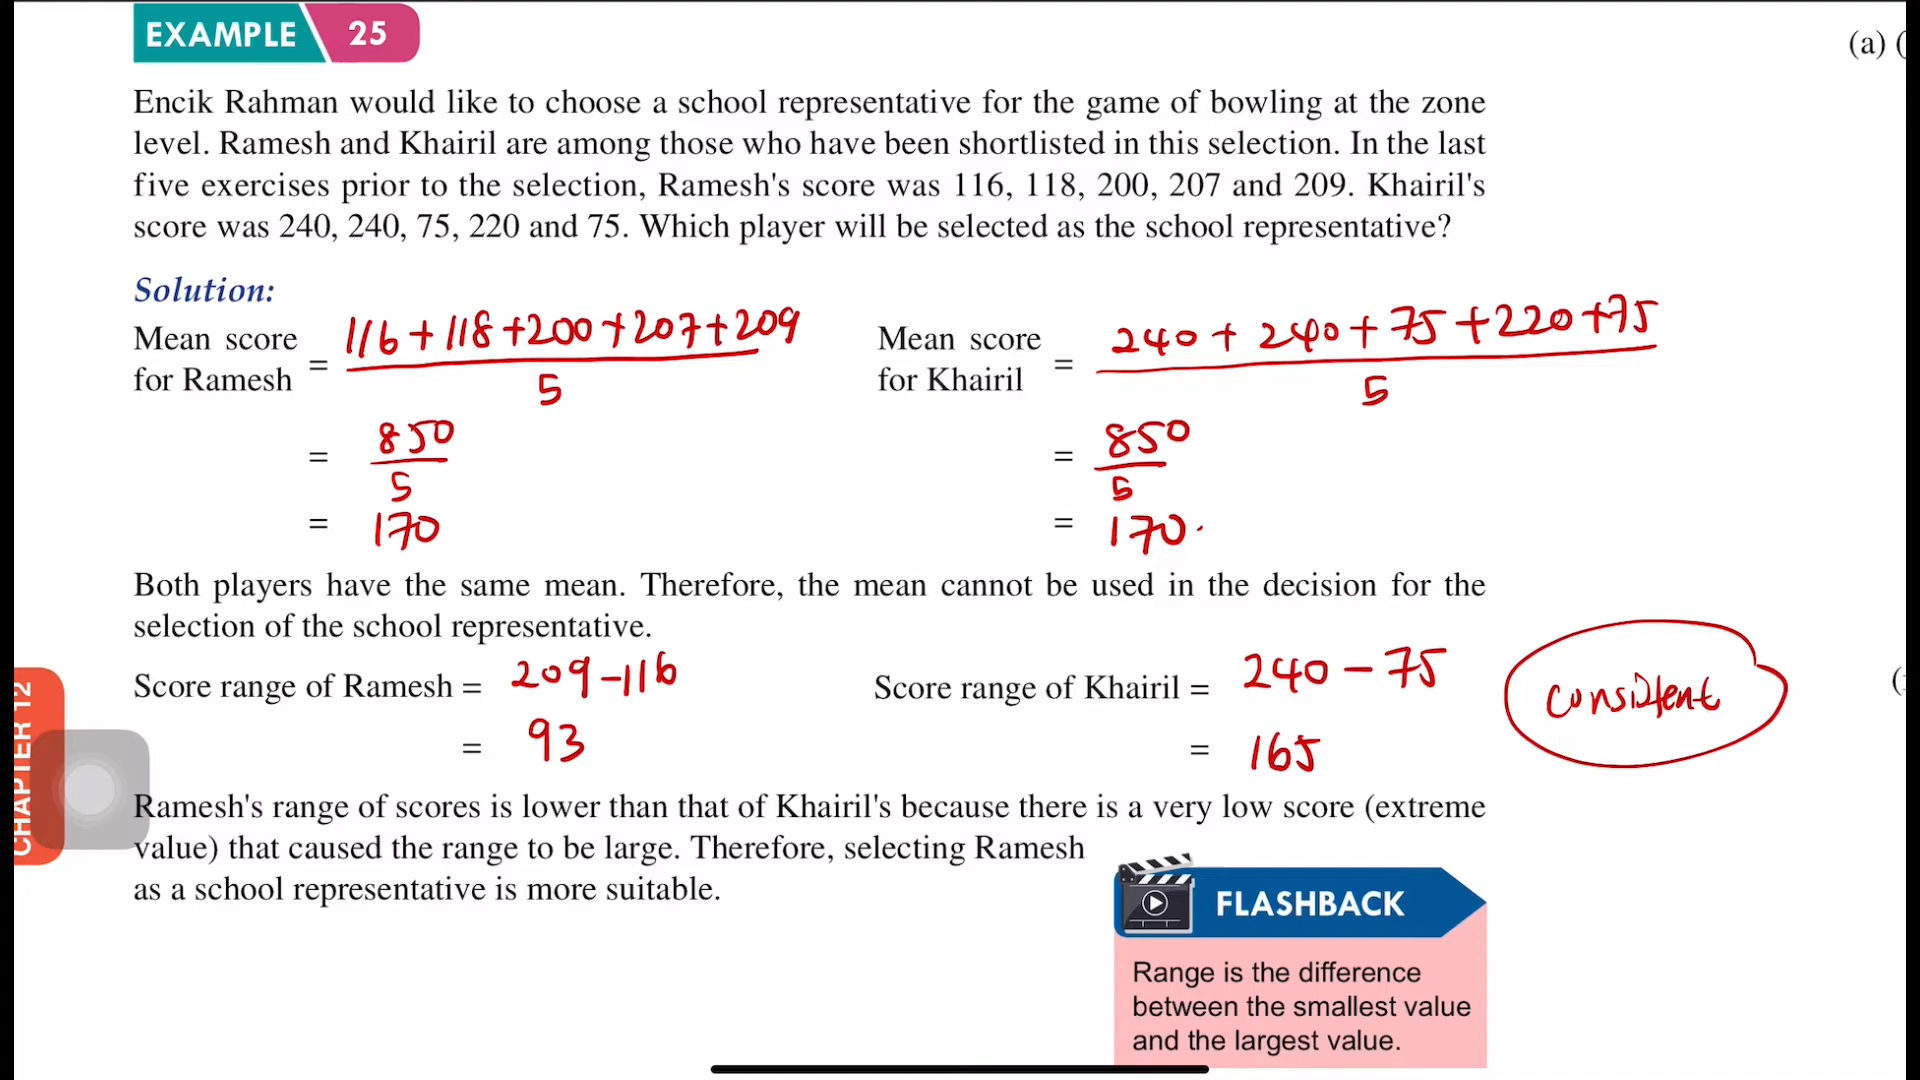 EXAMPLE 25
(a) (
Encik Rahman would like to choose a school representative for the game of bowling at the zone
level. Ramesh and Khairil are among those who have been shortlisted in this selection. In the last
five exercises prior to the selection, Ramesh's score was 116, 118, 200, 207 and 209. Khairil's
score was 240, 240, 75, 220 and 75. Which player will be selected as the school representative?
Solution:
Mean score for Ramesh = 116+118+200+207+209 / 5
= 850 / 5
= 170
Mean score for Khairil = 240+240+75+220+75 / 5
= 850 / 5
= 170.
Both players have the same mean. Therefore, the mean cannot be used in the decision for the
selection of the school representative.
Score range of Ramesh = 209-116
= 93
Score range of Khairil = 240-75
= 165
consistent
Ramesh's range of scores is lower than that of Khairil's because there is a very low score (extreme
value) that caused the range to be large. Therefore, selecting Ramesh
as a school representative is more suitable.
FLASHBACK
Range is the difference
between the smallest value
and the largest value.
CHAPTER 12